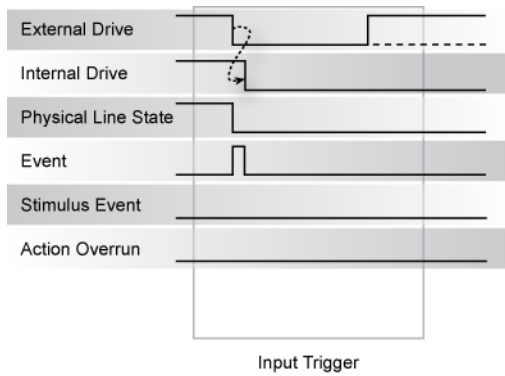 External Drive
Internal Drive
Physical Line State
Event
Stimulus Event
Action Overrun
Input Trigger